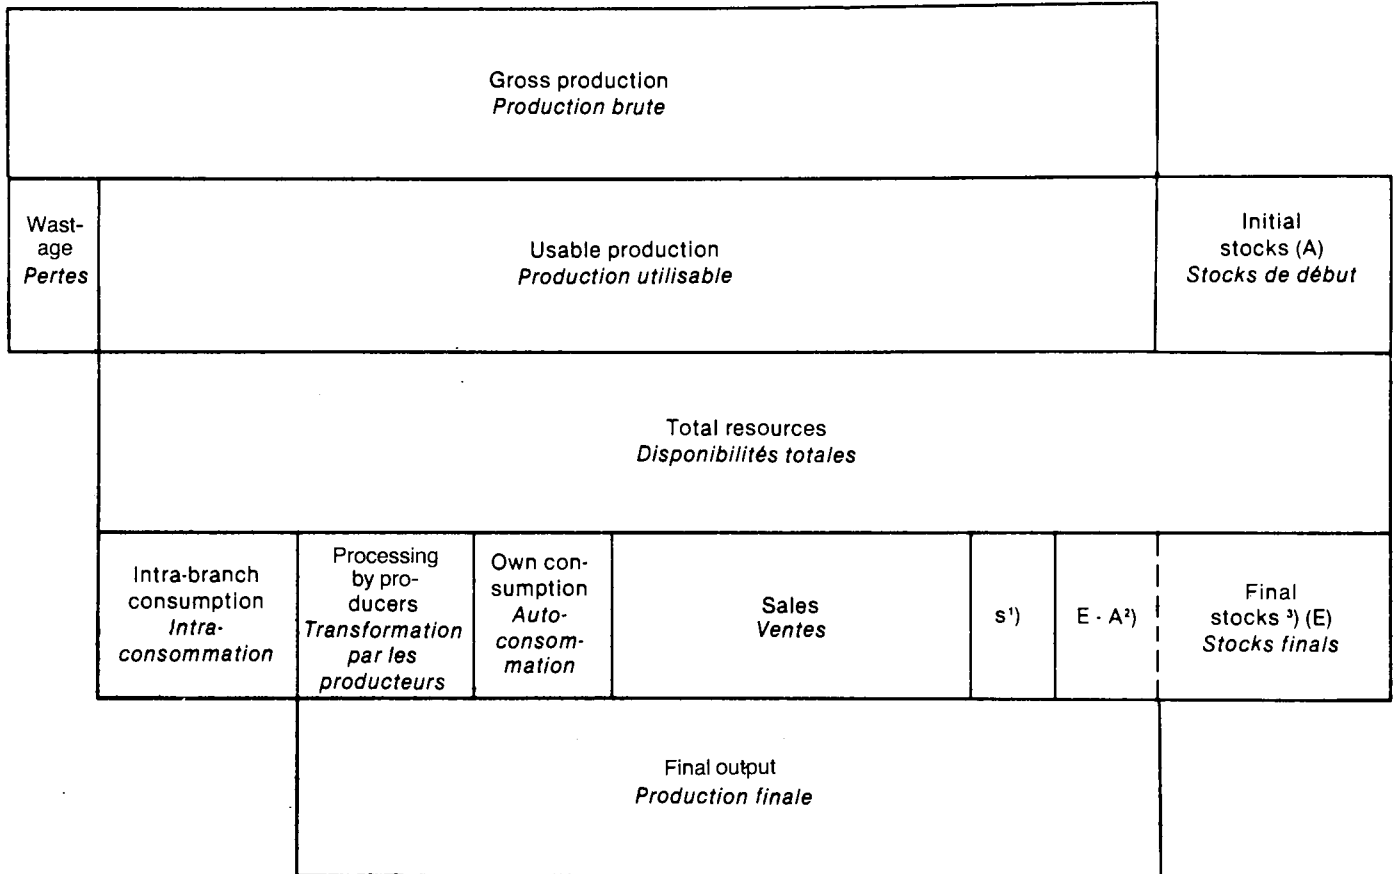 Gross production
Production brute
Wast-
age
Pertes
Usable production
Production utilisable
Initial
stocks (A)
Stocks de début
Total resources
Disponibilités totales
Intra-branch
consumption
Intra-
consommation
Processing
by pro-
ducers
Transformation
par les
producteurs
Own con-
sumption
Auto-
consom-
mation
Sales
Ventes
s¹)
E - A²)
Final
stocks ³) (E)
Stocks finals
Final output
Production finale